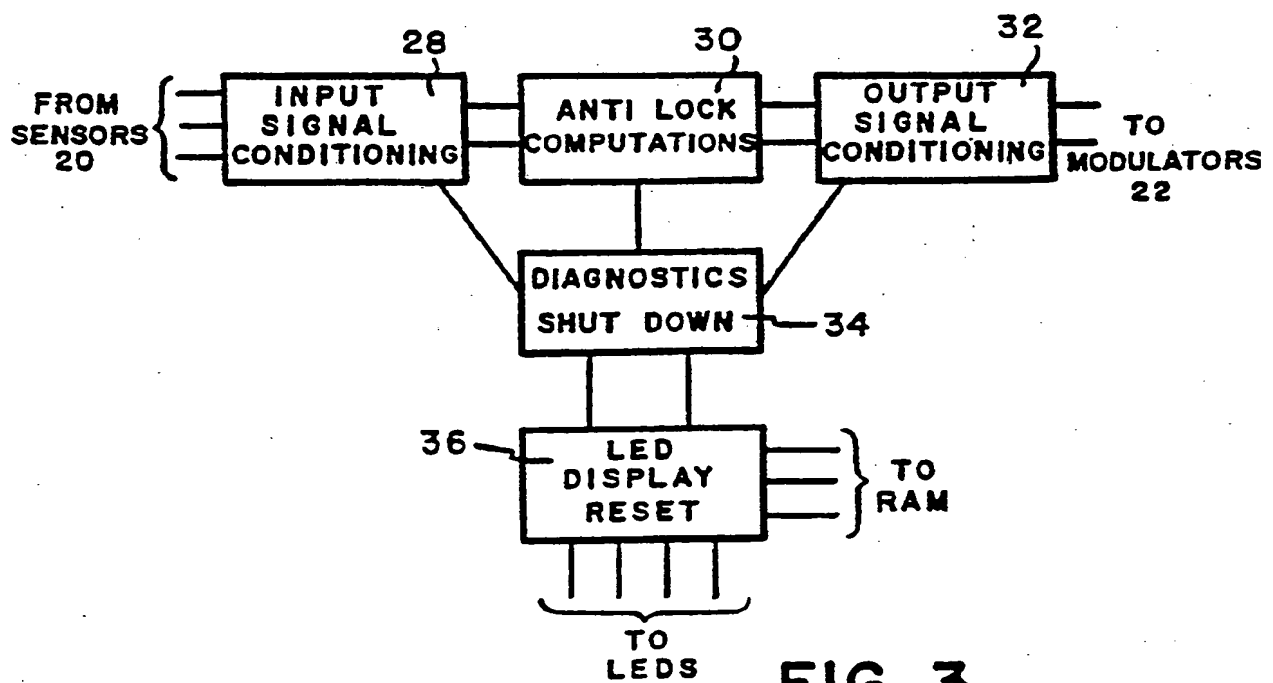 28
30
32
FROM
SENSORS
20
INPUT
SIGNAL
CONDITIONING
ANTI LOCK
COMPUTATIONS
OUTPUT
SIGNAL
CONDITIONING
TO
MODULATORS
22
DIAGNOSTICS
SHUT DOWN
34
36
LED
DISPLAY
RESET
TO
RAM
TO
LEDS
FIG. 3